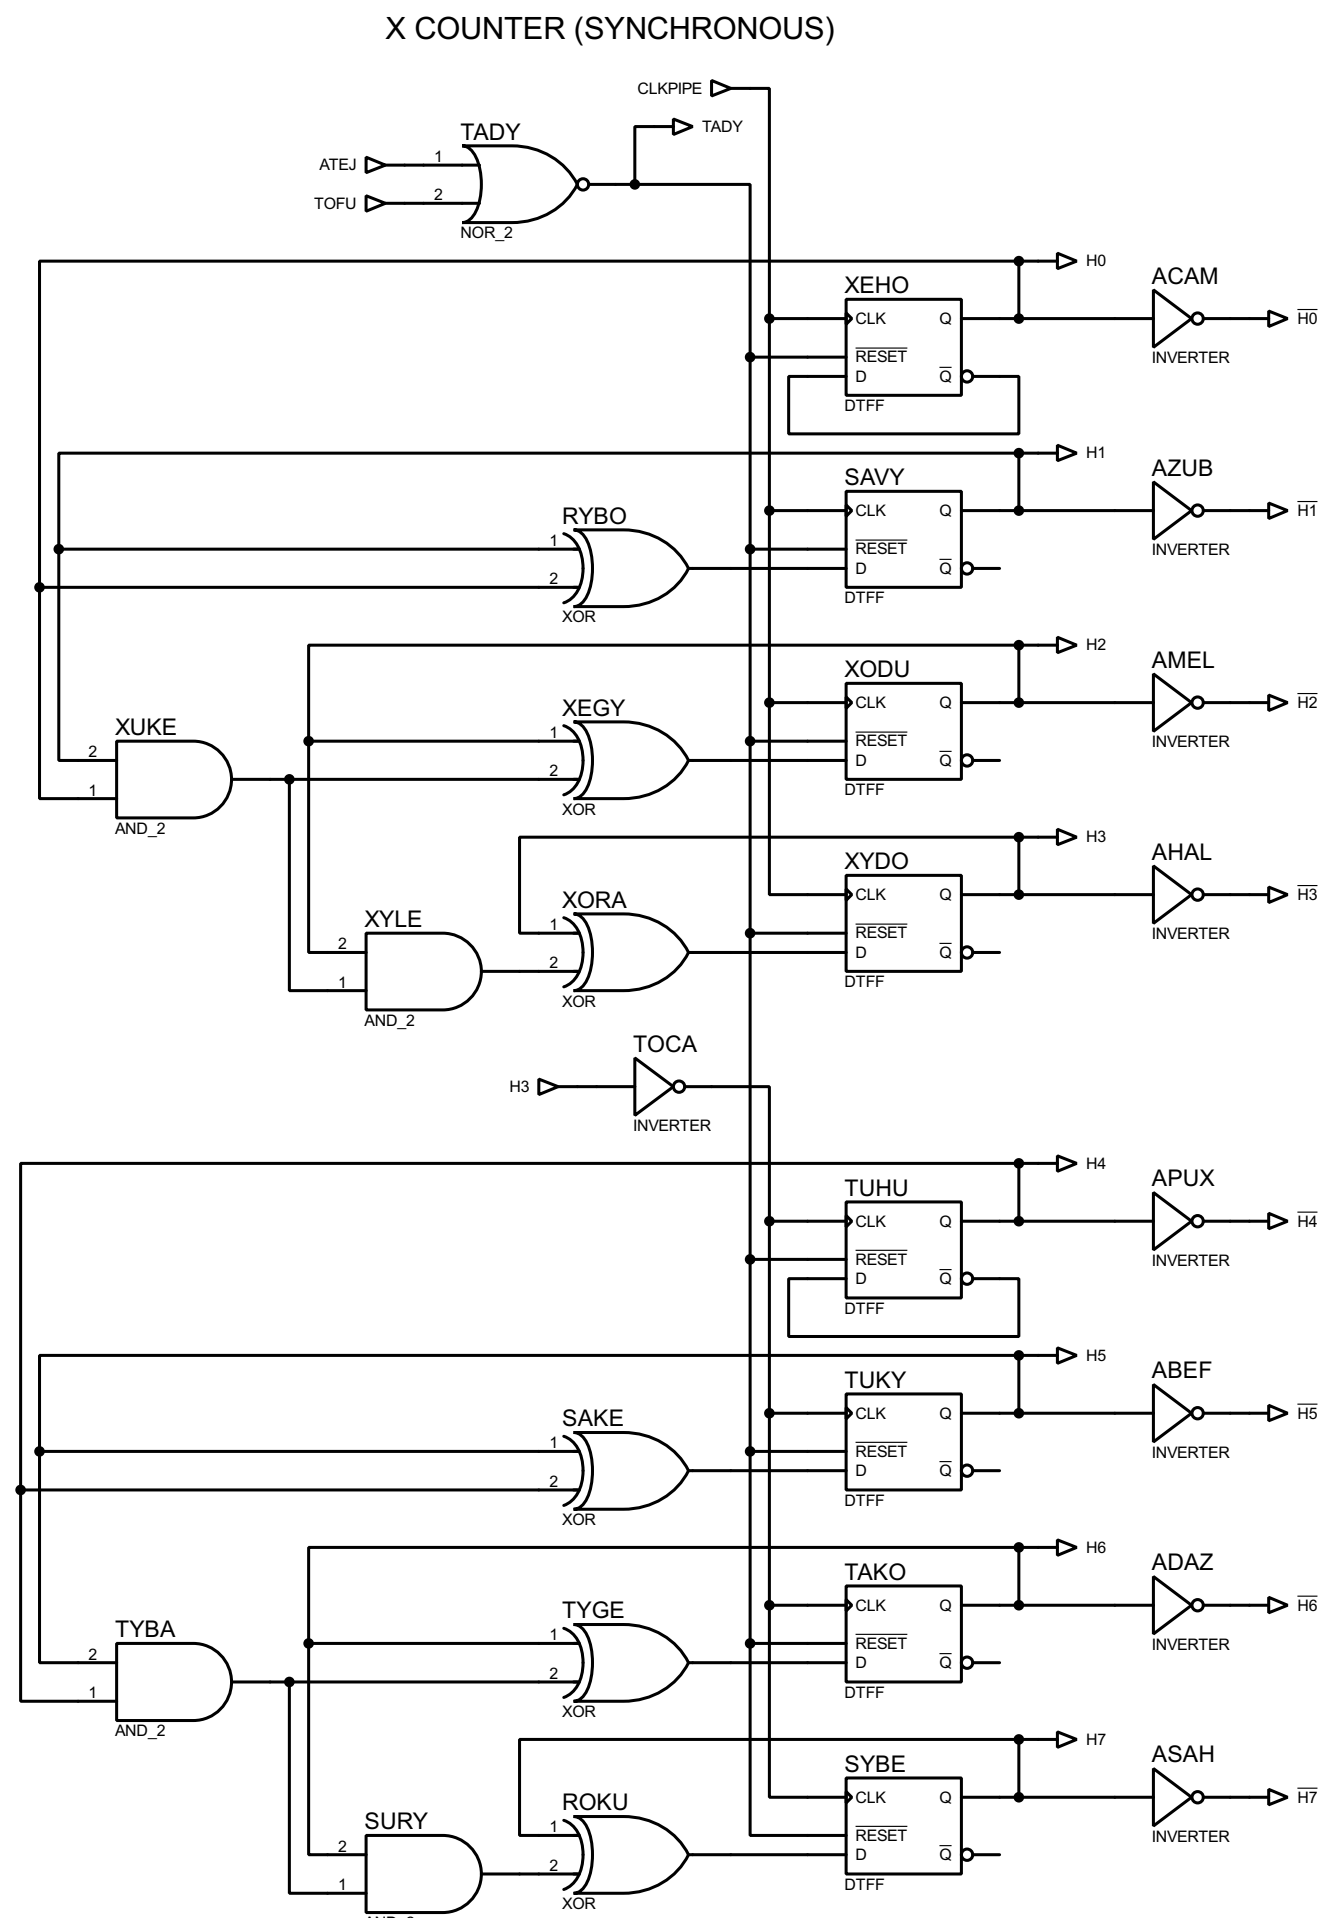 X COUNTER (SYNCHRONOUS)
CLKPIPE
TADY
TADY
ATEJ 1
TOFU 2
NOR_2
H0
XEHO ACAM
CLK Q H0
RESET INVERTER
D Q
DTFF
H1
SAVY AZUB
RYBO CLK Q H1
1 RESET INVERTER
2 D Q
XOR DTFF
H2
XODU AMEL
XUKE XEGY CLK Q H2
2 1 RESET INVERTER
1 2 D Q
AND_2 XOR DTFF
H3
XYDO AHAL
XYLE XORA CLK Q H3
2 1 RESET INVERTER
1 2 D Q
AND_2 XOR DTFF
TOCA
H3
INVERTER
H4
TUHU APUX
CLK Q H4
RESET INVERTER
D Q
DTFF
H5
TUKY ABEF
SAKE CLK Q H5
1 RESET INVERTER
2 D Q
XOR DTFF
H6
TAKO ADAZ
TYBA TYGE CLK Q H6
2 1 RESET INVERTER
1 2 D Q
AND_2 XOR DTFF
H7
SYBE ASAH
SURY ROKU CLK Q H7
2 1 RESET INVERTER
1 2 D Q
XOR DTFF